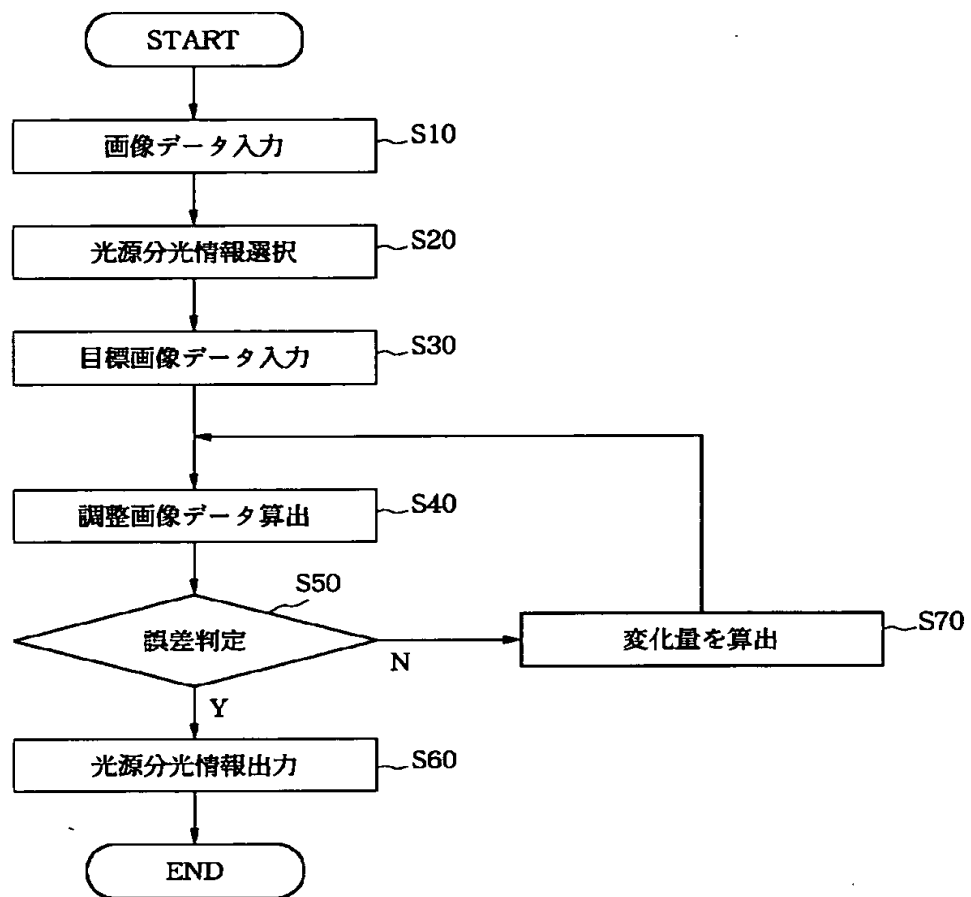 START
画像データ入力
S10
光源分光情報選択
S20
目標画像データ入力
S30
調整画像データ算出
S40
S50
誤差判定
N
変化量を算出
S70
Y
光源分光情報出力
S60
END